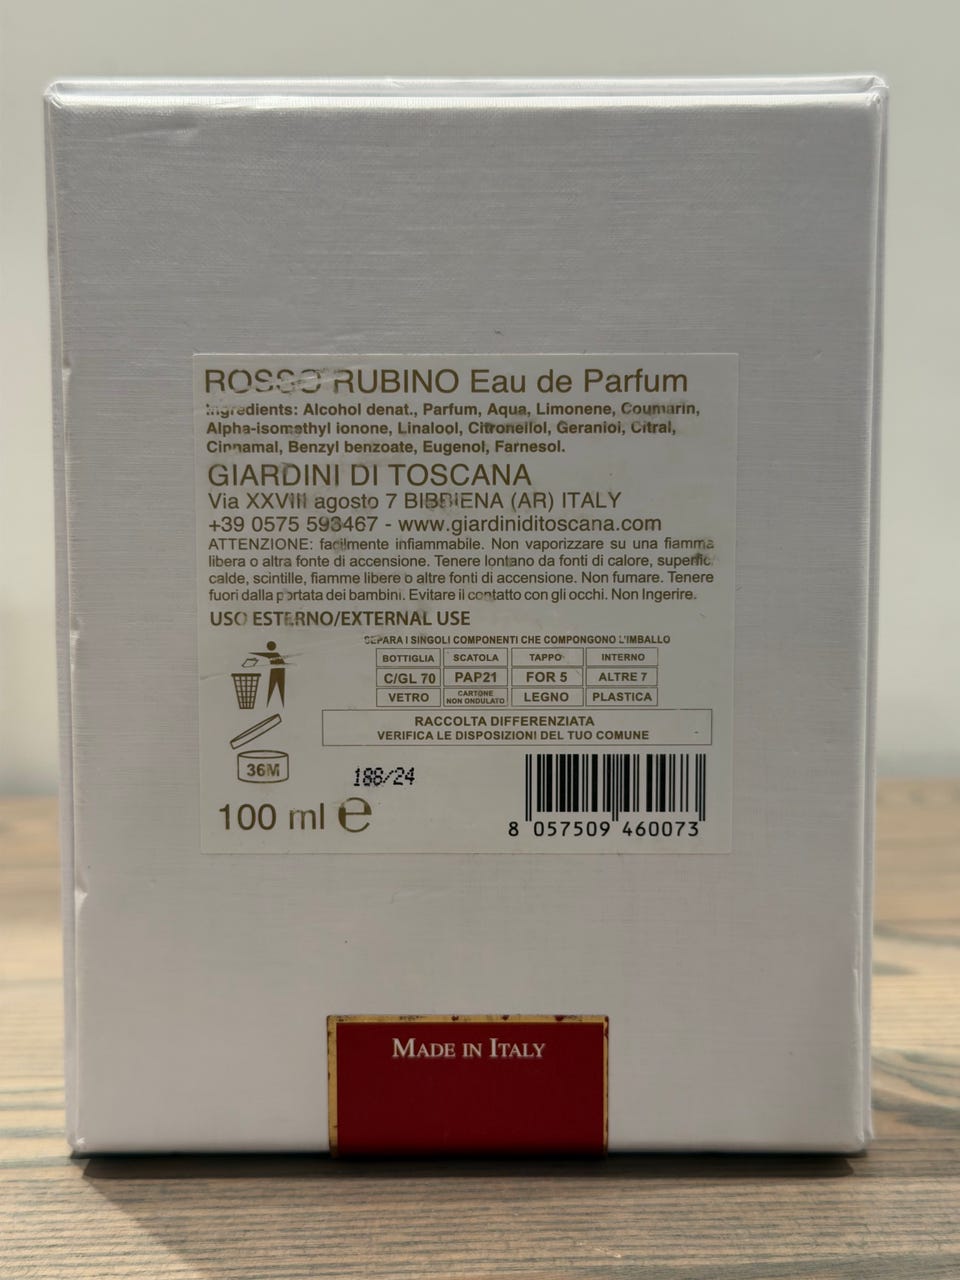 ROSSO RUBINO Eau de Parfum
Ingredients: Alcohol denat., Parfum, Aqua, Limonene, Coumarin,
Alpha-isomethyl ionone, Linalool, Citronellol, Geraniol, Citral,
Cinnamal, Benzyl benzoate, Eugenol, Farnesol.
GIARDINI DI TOSCANA
Via XXVIII agosto 7 BIBBIENA (AR) ITALY
+39 0575 593467 - www.giardiniditoscana.com
ATTENZIONE: facilmente infiammabile. Non vaporizzare su una fiamma
libera o altra fonte di accensione. Tenere lontano da fonti di calore, superfic
calde, scintille, fiamme libere o altre fonti di accensione. Non fumare. Tenere
fuori dalla portata dei bambini. Evitare il contatto con gli occhi. Non Ingerire.
USO ESTERNO/EXTERNAL USE
SEPARA I SINGOLI COMPONENTI CHE COMPONGONO L'IMBALLO
BOTTIGLIA SCATOLA TAPPO INTERNO
C/GL 70 PAP21 FOR 5 ALTRE 7
VETRO CARTONE NON ONDULATO LEGNO PLASTICA
RACCOLTA DIFFERENZIATA
VERIFICA LE DISPOSIZIONI DEL TUO COMUNE
36M
188/24
100 ml e
8 057509 460073
MADE IN ITALY